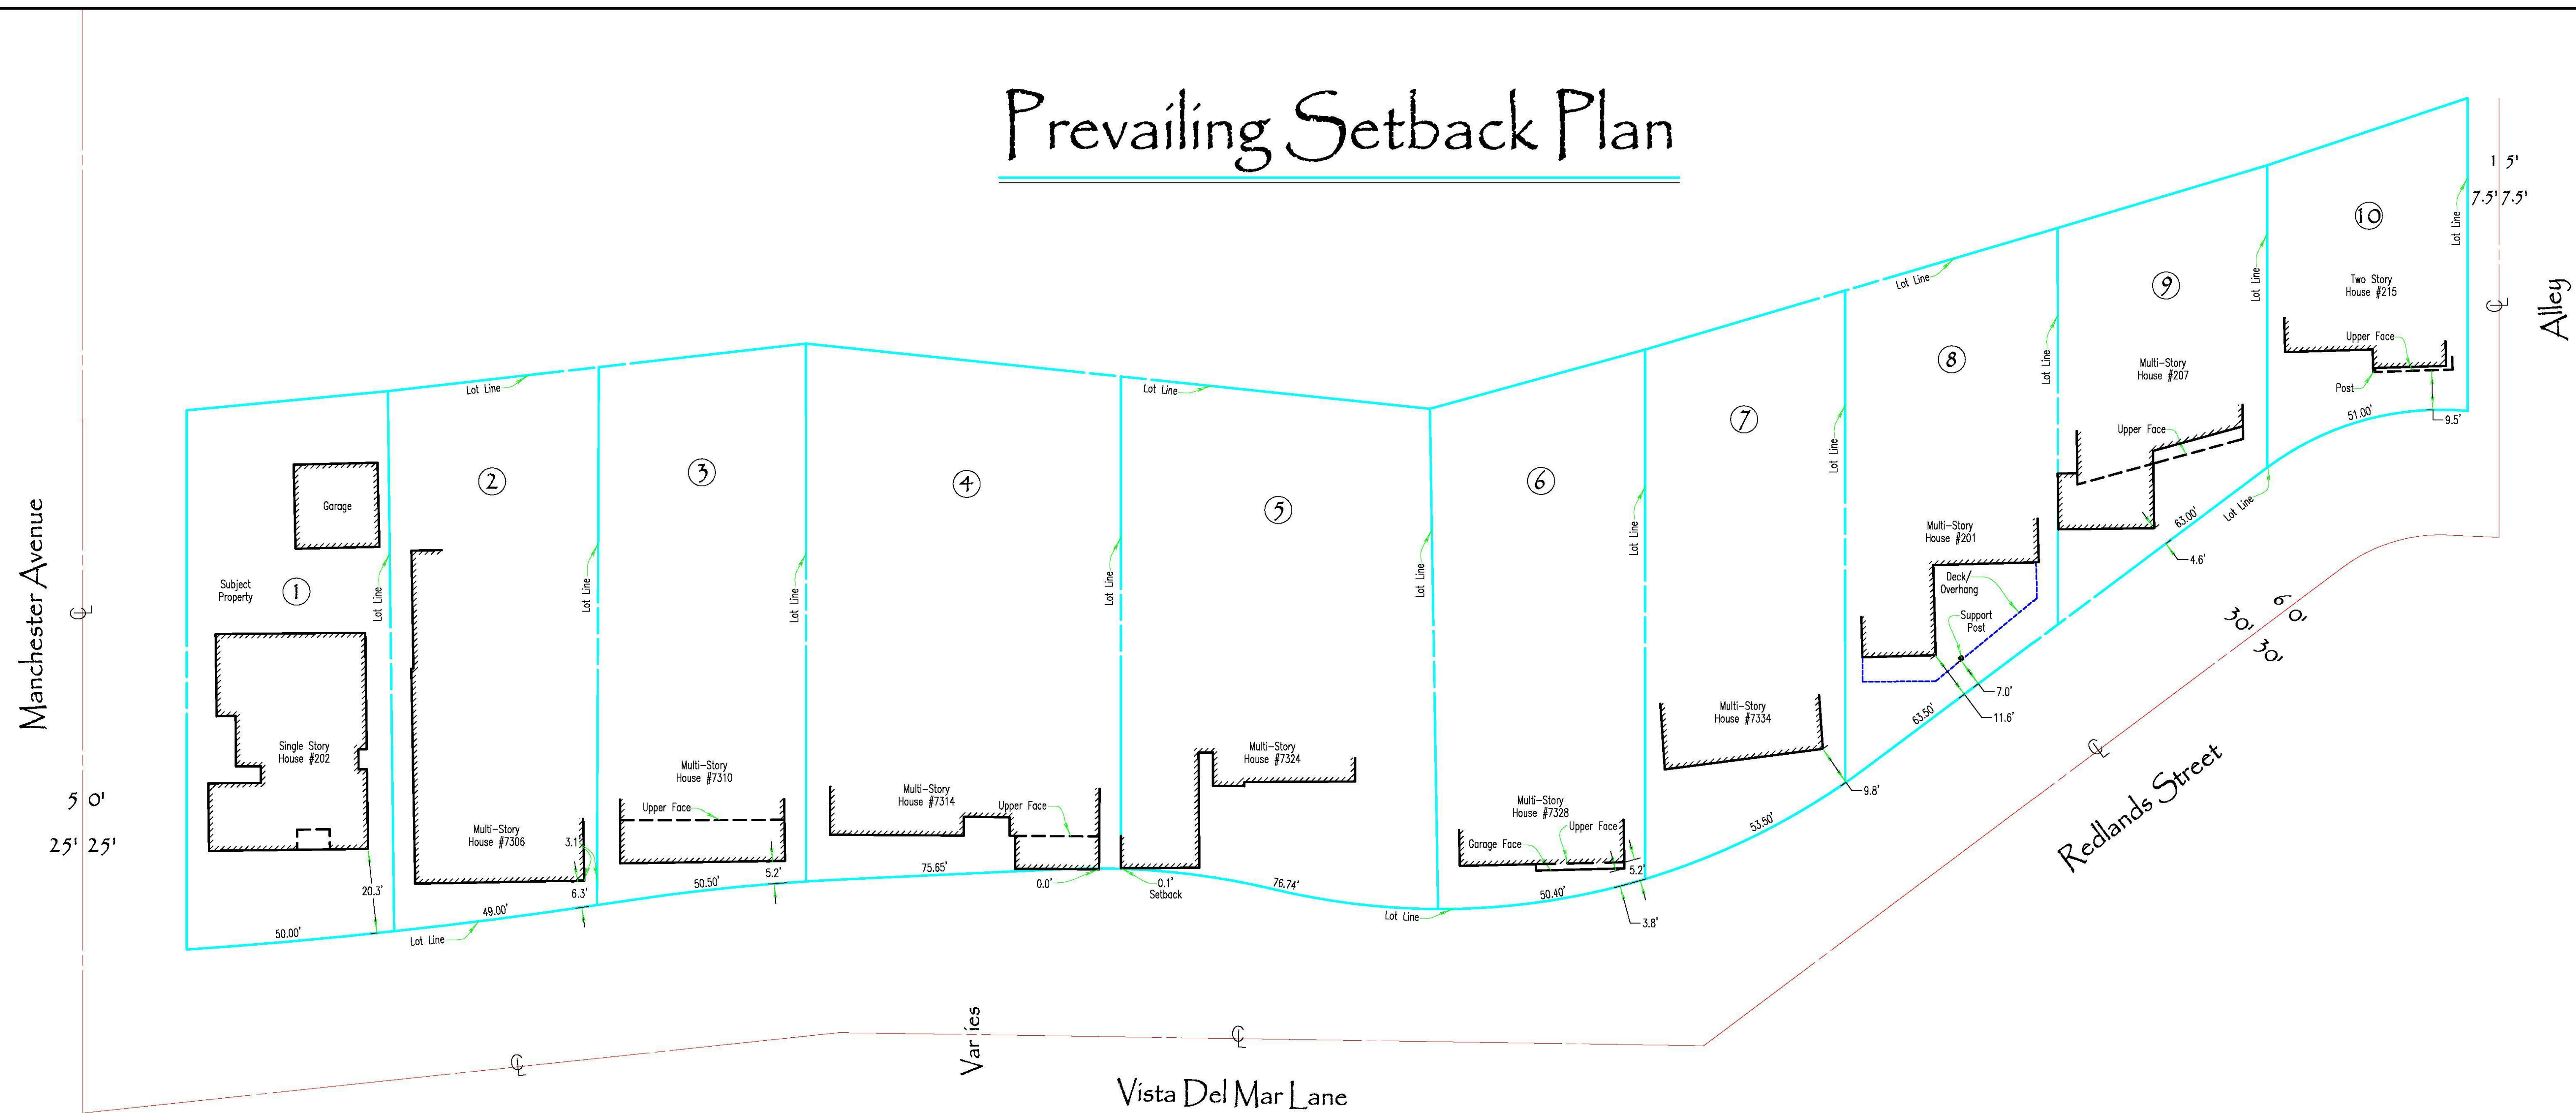 Prevailing Setback Plan
Manchester Avenue
50'
25' 25'
1
Subject
Property
Garage
Single Story
House #202
20.3'
50.00'
Lot Line
Lot Line
2
Multi-Story
House #7306
3.1'
6.3'
49.00'
Lot Line
Lot Line
3
Multi-Story
House #7310
Upper Face
5.2'
50.50'
Lot Line
4
Multi-Story
House #7314
Upper Face
75.65'
0.0'
Lot Line
Lot Line
5
Multi-Story
House #7324
0.1'
Setback
76.74'
Lot Line
Lot Line
6
Multi-Story
House #7328
Garage Face
Upper Face
5.2'
50.40'
3.8'
Lot Line
7
Multi-Story
House #7334
9.8'
53.50'
Lot Line
Lot Line
8
Multi-Story
House #201
Deck/
Overhang
Support
Post
7.0'
11.6'
63.50'
Lot Line
9
Multi-Story
House #207
Upper Face
4.6'
63.00'
Lot Line
Lot Line
10
Two Story
House #215
Upper Face
Post
9.5'
51.00'
Lot Line
15'
7.5' 7.5'
Alley
60'
30' 30'
Redlands Street
Varies
Vista Del Mar Lane